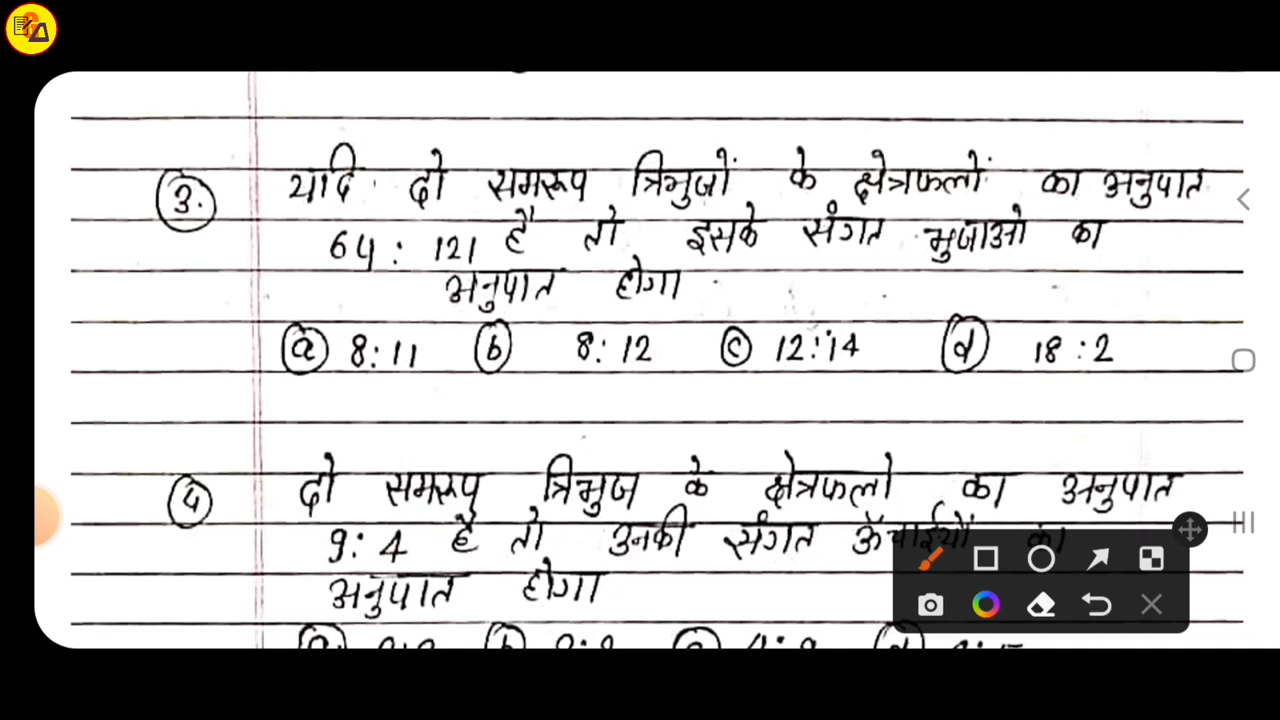 3. यदि दो समरूप त्रिभुजों के क्षेत्रफलों का अनुपात
64 : 121 है तो इसके संगत भुजाओ का
अनुपात होगा
a 8:11 b 8:12 c 12:14 d 18:2
4 दो समरूप त्रिभुज के क्षेत्रफलो का अनुपात
9:4 है तो उनकी संगत ऊँचाईयों का
अनुपात होगा